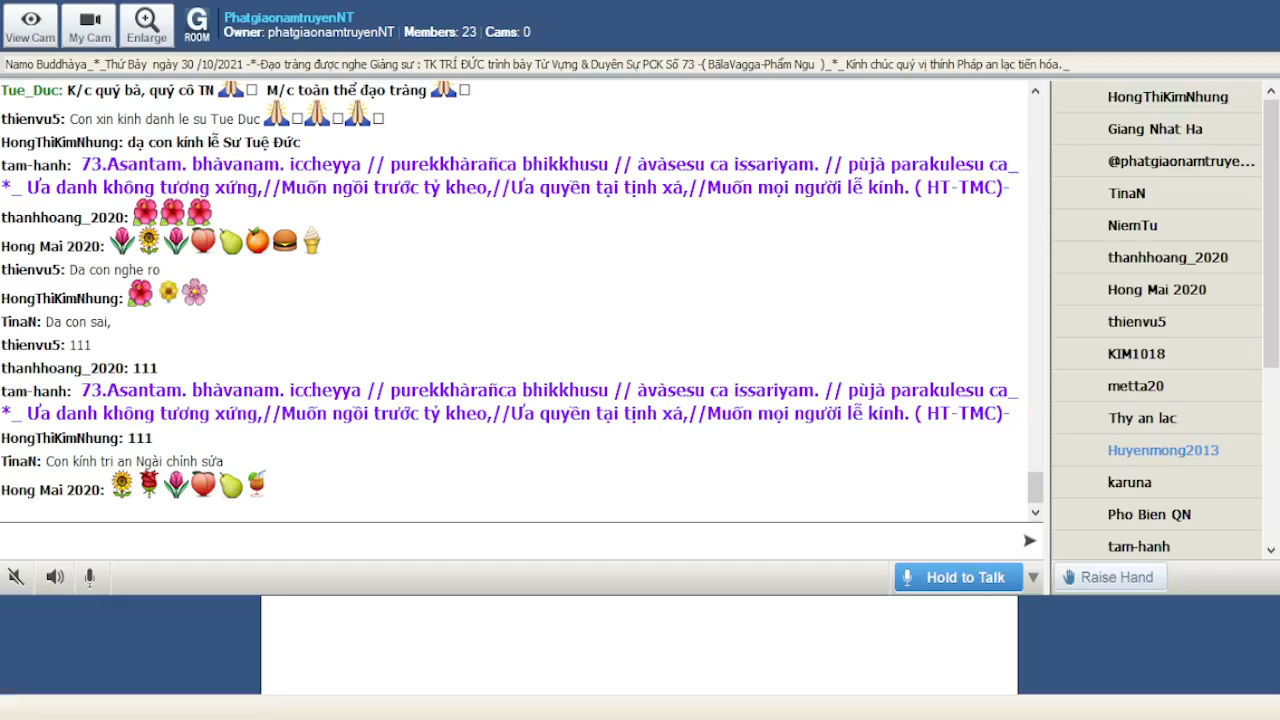 PhatgiaonamtruyenNT
Owner: phatgiaonamtruyenNT | Members: 23 | Cams: 0
View Cam
My Cam
Enlarge
G
ROOM
Namo Buddhàya_*_Thứ Bảy ngày 30 /10/2021 -*-Đạo tràng được nghe Giảng sư : TK TRÍ ĐỨC trình bày Từ Vựng & Duyên Sự PCK Số 73 -( BãlaVagga-Phẩm Ngu )_*_ Kính chúc quý vị thính Pháp an lạc tiến hóa._
Tue_Duc: K/c quý bà, quý cô TN 🙏□ M/c toàn thể đạo tràng 🙏□
thienvu5: Con xin kinh danh le su Tue Duc 🙏□🙏□🙏□
HongThiKimNhung: dạ con kính lễ Sư Tuệ Đức
tam-hanh: 73.Asantam. bhàvanam. iccheyya // purekkhàrañca bhikkhusu // àvàsesu ca issariyam. // pùjà parakulesu ca_
*_ Ưa danh không tương xứng,//Muốn ngồi trước tỷ kheo,//Ưa quyền tại tịnh xá,//Muốn mọi người lễ kính. ( HT-TMC)-
thanhhoang_2020: 🌺🌺🌺
Hong Mai 2020: 🌷🌻🌷🍑🍐🍊🍔🍦
thienvu5: Da con nghe ro
HongThiKimNhung: 🌺🌼🌸
TinaN: Da con sai,
thienvu5: 111
thanhhoang_2020: 111
tam-hanh: 73.Asantam. bhàvanam. iccheyya // purekkhàrañca bhikkhusu // àvàsesu ca issariyam. // pùjà parakulesu ca_
*_ Ưa danh không tương xứng,//Muốn ngồi trước tỷ kheo,//Ưa quyền tại tịnh xá,//Muốn mọi người lễ kính. ( HT-TMC)-
HongThiKimNhung: 111
TinaN: Con kính tri an Ngài chỉnh sửa
Hong Mai 2020: 🌻🌹🌷🍑🍐🍹
HongThiKimNhung
Giang Nhat Ha
@phatgiaonamtruye...
TinaN
NiemTu
thanhhoang_2020
Hong Mai 2020
thienvu5
KIM1018
metta20
Thy an lac
Huyenmong2013
karuna
Pho Bien QN
tam-hanh
Hold to Talk
Raise Hand